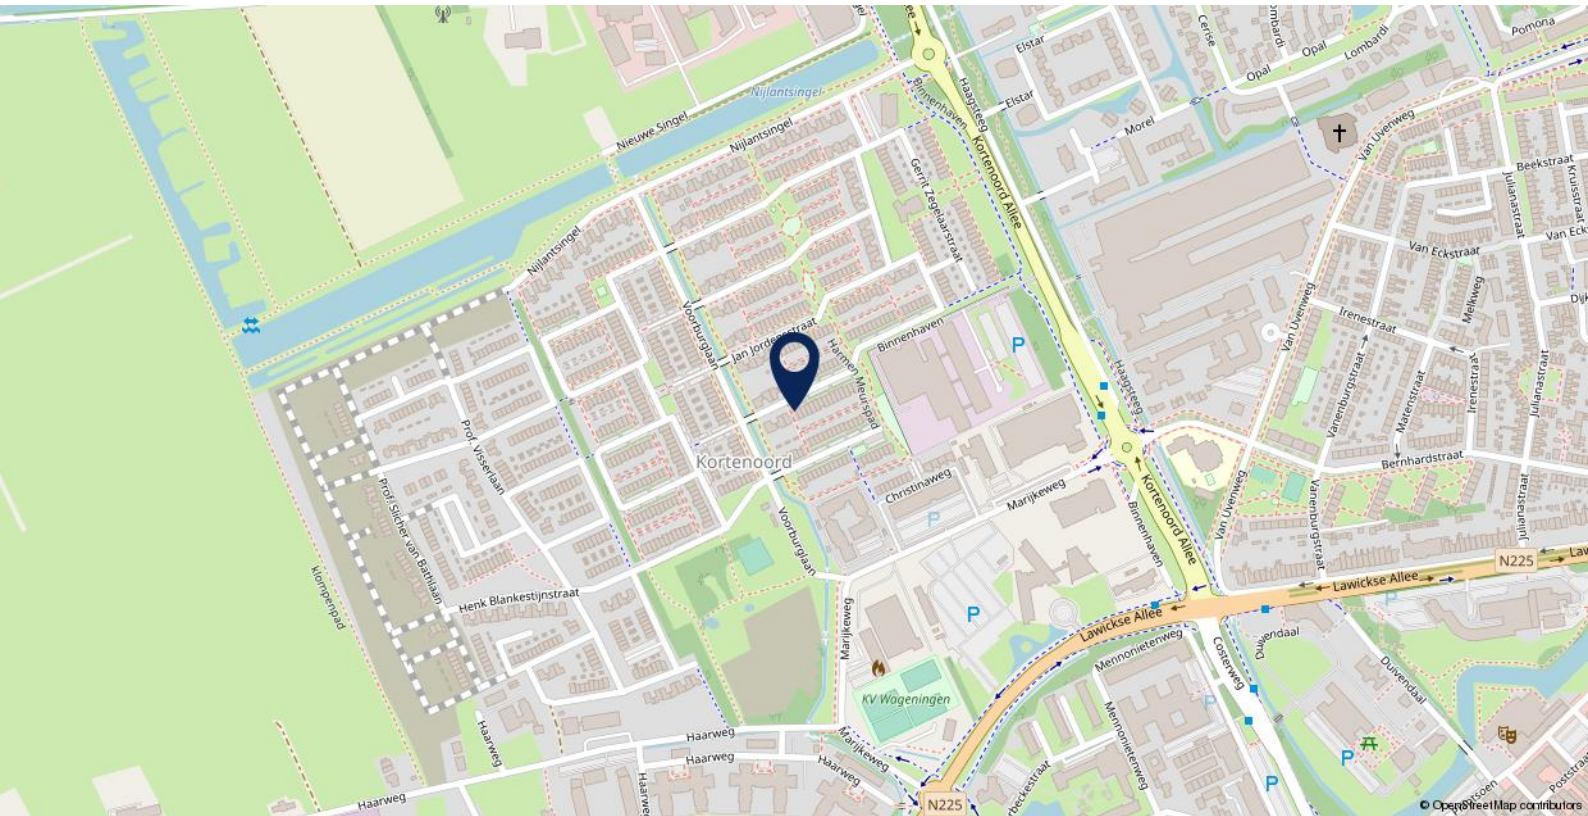 Elstar
Cerise
Opal
Lombardi
Pomona
Opal
Nijlantsingel
Binnenhaven
Haagsteeg
Elstar
Morel
Van Uvenweg
Nieuwe Singel
Nijlantsingel
Kortenoord Allee
Beekstraat
Kruisstraat
Gerrit Zegelaarstraat
Julianastraat
Van Eckstraat
Nijlantsingel
Melkweg
Van Uvenweg
Irenestraat
Voorburglaan
Jan Jordensstraat
Binnenhaven
P
Harmen Meurspad
Haagsteeg
Vanenburgstraat
Matenstraat
Irenestraat
Julianastraat
Prof. Visserlaan
Kortenoord
Bernhardstraat
Christinaweg
Marijkeweg
Prof. Slicher van Bathlaan
Voorburglaan
P
Binnenhaven
Kortenoord Allee
Van Uvenweg
Vanenburgstraat
Julianastraat
N225
klompenpad
Henk Blankestijnstraat
Lawickse Allee
P
P
Marijkeweg
Lawickse Allee
Mennonietenweg
Costerweg
Duivendaal
Duivendaal
KV Wageningen
P
Haarweg
Haarweg
Haarweg
Marijkeweg
Haarweg
Haarweg
Haarweg
Mennonietenweg
P
P
N225
© OpenStreetMap contributors